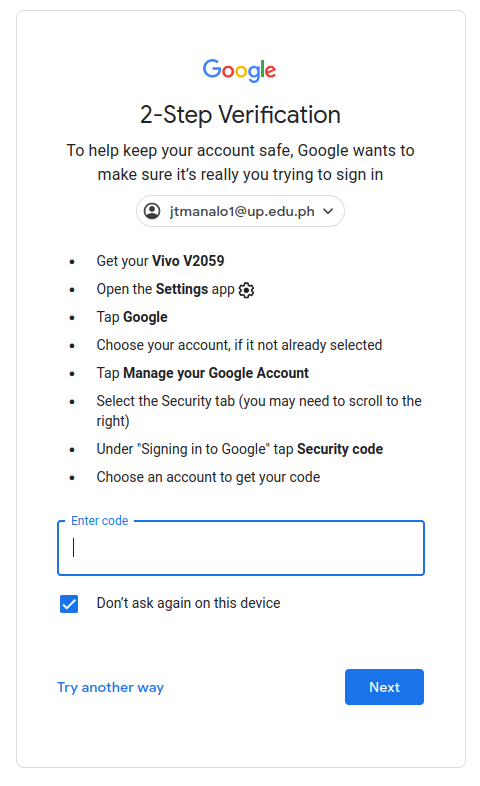 Google
2-Step Verification
To help keep your account safe, Google wants to
make sure it’s really you trying to sign in
jtmanalo1@up.edu.ph
• Get your Vivo V2059
• Open the Settings app
• Tap Google
• Choose your account, if it not already selected
• Tap Manage your Google Account
• Select the Security tab (you may need to scroll to the
right)
• Under "Signing in to Google" tap Security code
• Choose an account to get your code
Enter code
Don’t ask again on this device
Try another way
Next